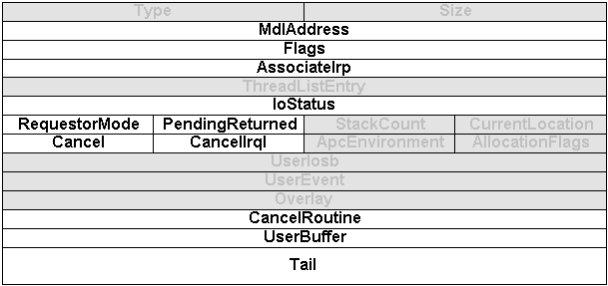 Type Size
MdlAddress
Flags
AssociateIrp
ThreadListEntry
IoStatus
RequestorMode PendingReturned StackCount CurrentLocation
Cancel CancelIrql ApcEnvironment AllocationFlags
UserIosb
UserEvent
Overlay
CancelRoutine
UserBuffer
Tail